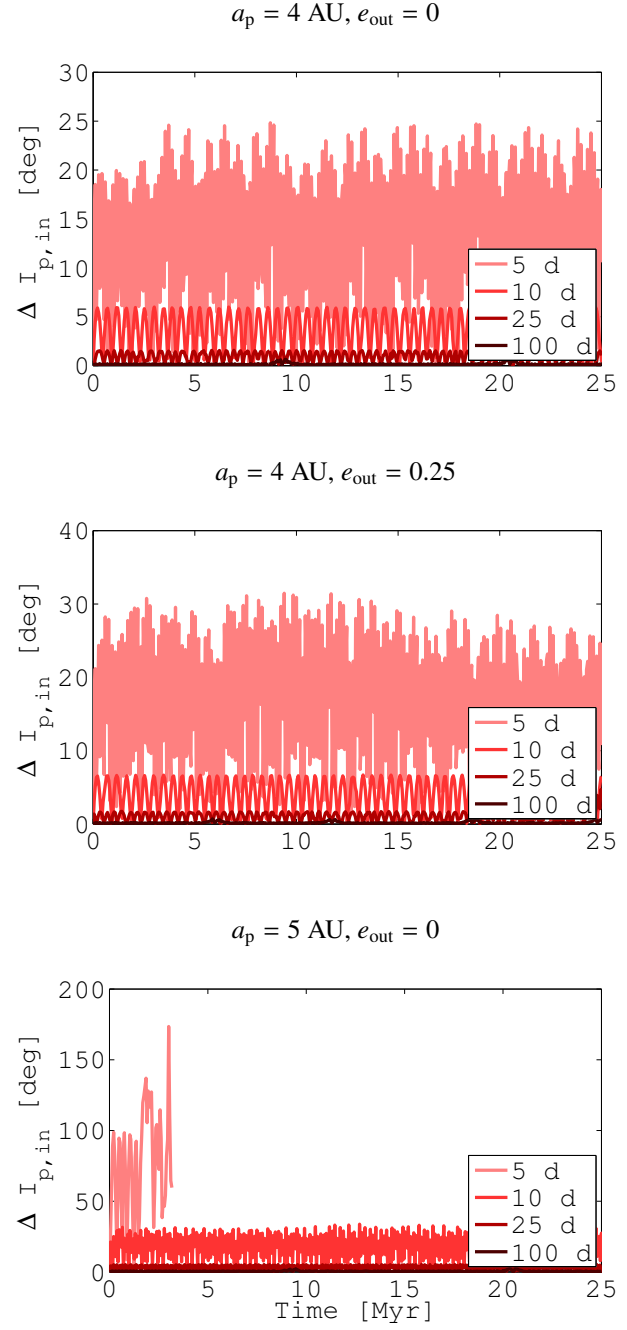 a_p = 4 AU, e_out = 0
30
25
20
15
10
5
0
Δ I_p,in [deg]
5 d
10 d
25 d
100 d
0 5 10 15 20 25
a_p = 4 AU, e_out = 0.25
40
30
20
10
0
Δ I_p,in [deg]
5 d
10 d
25 d
100 d
0 5 10 15 20 25
a_p = 5 AU, e_out = 0
200
150
100
50
0
Δ I_p,in [deg]
5 d
10 d
25 d
100 d
0 5 10 15 20 25
Time [Myr]